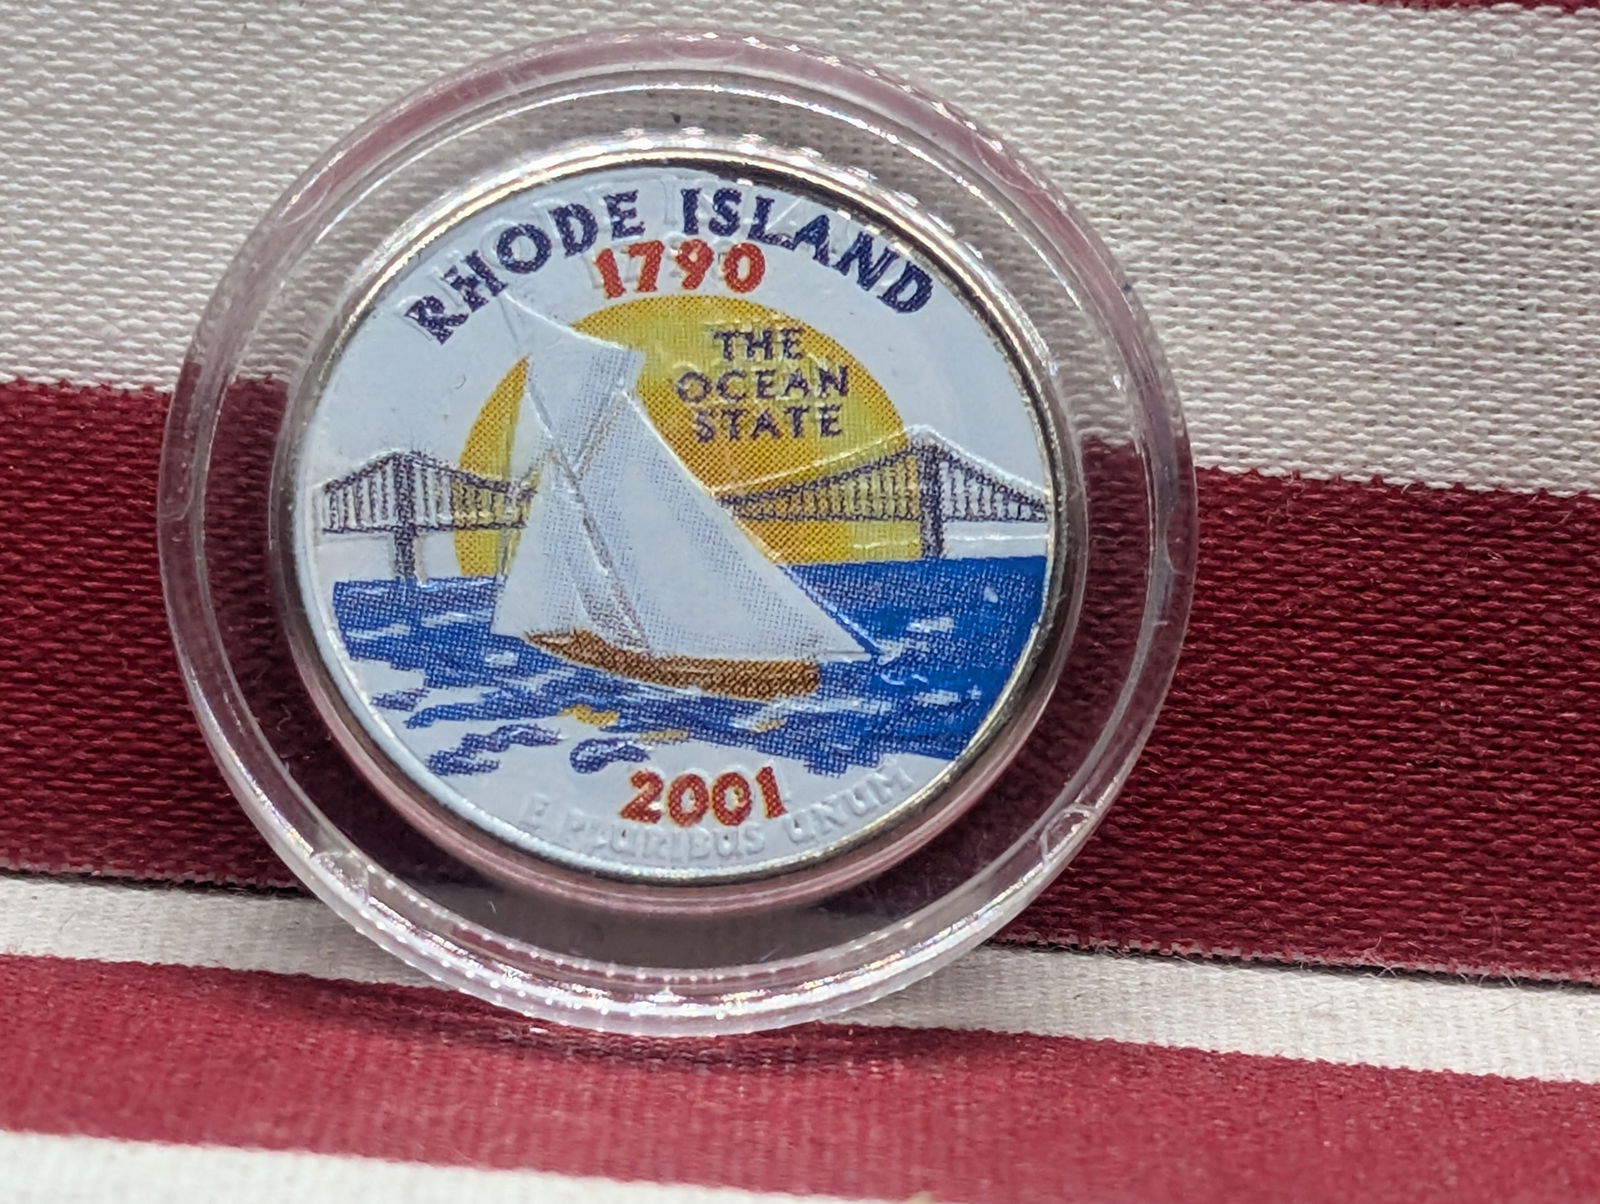 RHODE ISLAND
1790
THE
OCEAN
STATE
2001
E PLURIBUS UNUM